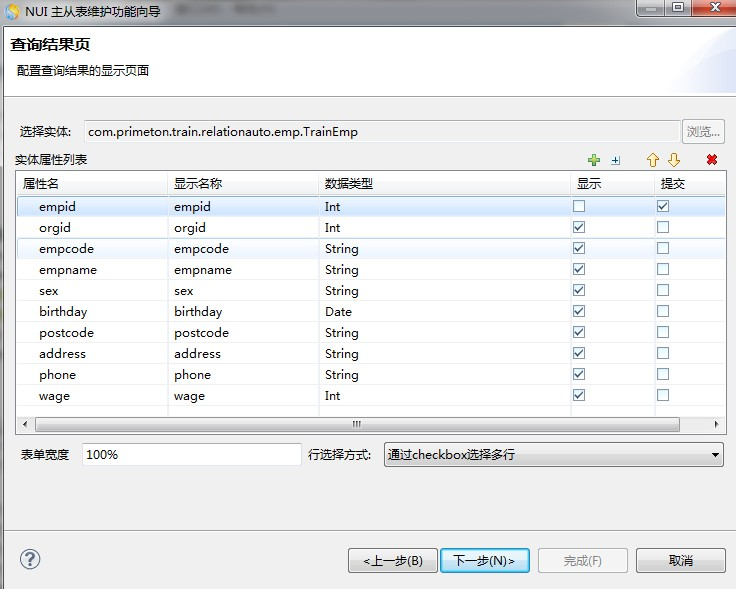 NUI 主从表维护功能向导
查询结果页
配置查询结果的显示页面
选择实体: com.primeton.train.relationauto.emp.TrainEmp 浏览...
实体属性列表
属性名 显示名称 数据类型 显示 提交
empid empid Int
orgid orgid Int
empcode empcode String
empname empname String
sex sex String
birthday birthday Date
postcode postcode String
address address String
phone phone String
wage wage Int
表单宽度 100% 行选择方式: 通过checkbox选择多行
<上一步(B) 下一步(N)> 完成(F) 取消